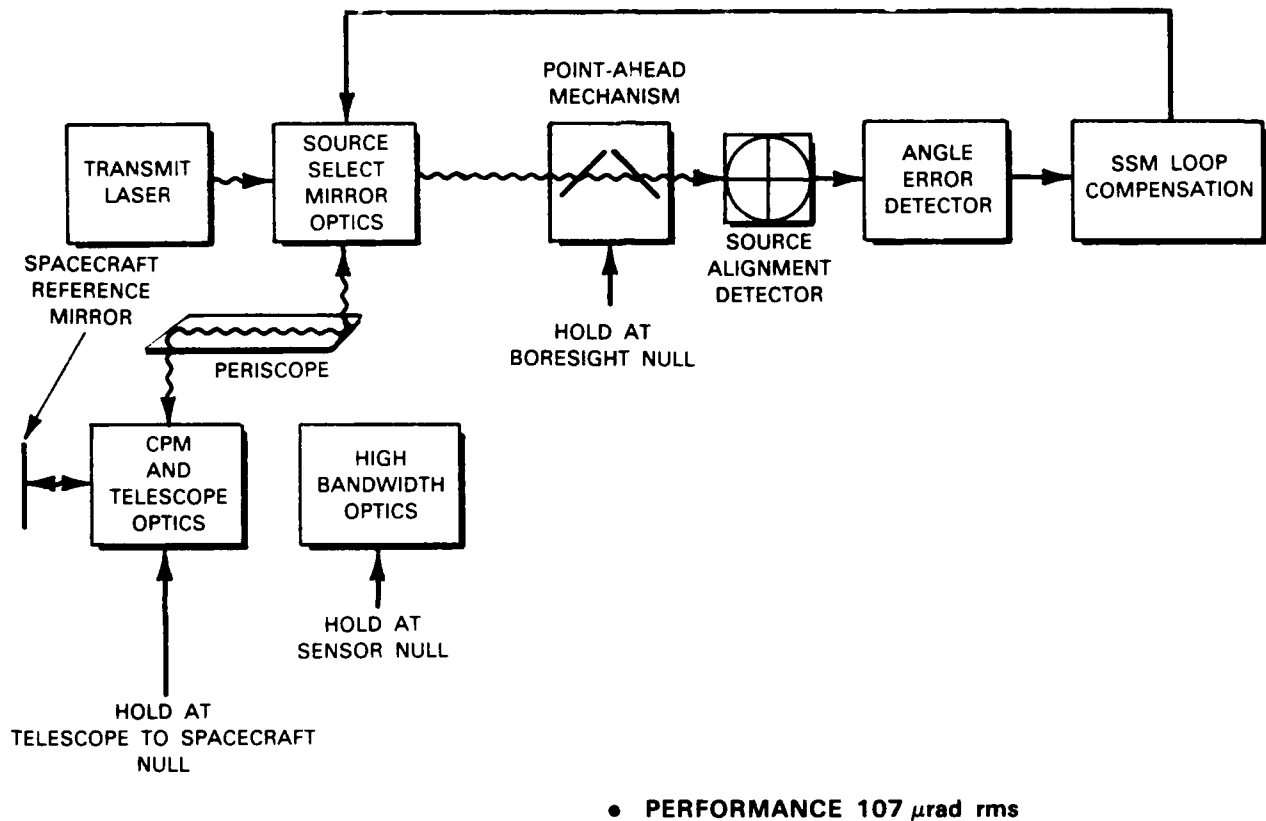 POINT-AHEAD
MECHANISM
TRANSMIT
LASER
SOURCE
SELECT
MIRROR
OPTICS
ANGLE
ERROR
DETECTOR
SSM LOOP
COMPENSATION
SOURCE
ALIGNMENT
DETECTOR
SPACECRAFT
REFERENCE
MIRROR
HOLD AT
BORESIGHT NULL
PERISCOPE
CPM
AND
TELESCOPE
OPTICS
HIGH
BANDWIDTH
OPTICS
HOLD AT
SENSOR NULL
HOLD AT
TELESCOPE TO SPACECRAFT
NULL
• PERFORMANCE 107 μrad rms